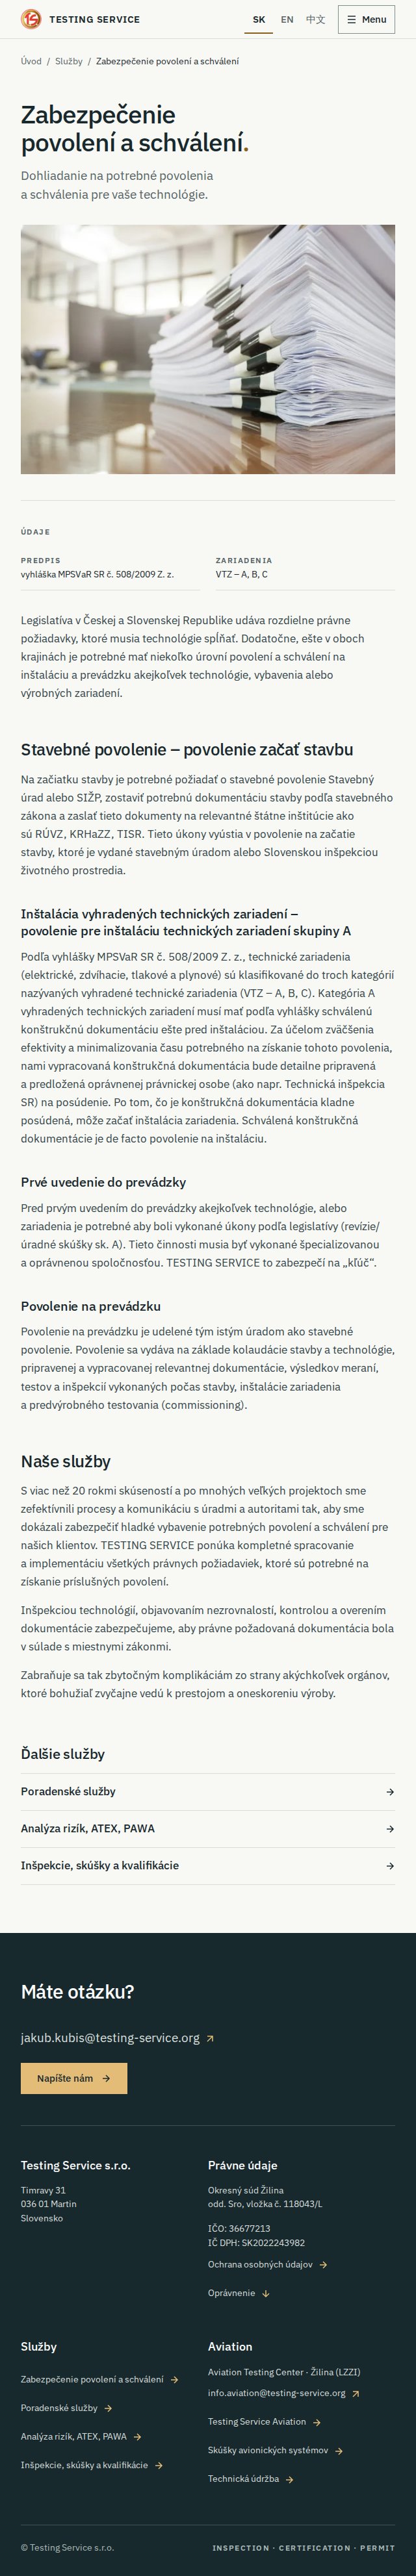 TESTING SERVICE
SK EN 中文 Menu
Úvod / Služby / Zabezpečenie povolení a schválení
Zabezpečenie
povolení a schválení.
Dohliadanie na potrebné povolenia
a schválenia pre vaše technológie.
ÚDAJE
PREDPIS
vyhláška MPSVaR SR č. 508/2009 Z. z.
ZARIADENIA
VTZ – A, B, C
Legislatíva v Českej a Slovenskej Republike udáva rozdielne právne
požiadavky, ktoré musia technológie spĺňať. Dodatočne, ešte v oboch
krajinách je potrebné mať niekoľko úrovní povolení a schválení na
inštaláciu a prevádzku akejkoľvek technológie, vybavenia alebo
výrobných zariadení.
Stavebné povolenie – povolenie začať stavbu
Na začiatku stavby je potrebné požiadať o stavebné povolenie Stavebný
úrad alebo SIŽP, zostaviť potrebnú dokumentáciu stavby podľa stavebného
zákona a zaslať tieto dokumenty na relevantné štátne inštitúcie ako
sú RÚVZ, KRHaZZ, TISR. Tieto úkony vyústia v povolenie na začatie
stavby, ktoré je vydané stavebným úradom alebo Slovenskou inšpekciou
životného prostredia.
Inštalácia vyhradených technických zariadení –
povolenie pre inštaláciu technických zariadení skupiny A
Podľa vyhlášky MPSVaR SR č. 508/2009 Z. z., technické zariadenia
(elektrické, zdvíhacie, tlakové a plynové) sú klasifikované do troch kategórií
nazývaných vyhradené technické zariadenia (VTZ – A, B, C). Kategória A
vyhradených technických zariadení musí mať podľa vyhlášky schválenú
konštrukčnú dokumentáciu ešte pred inštaláciou. Za účelom zväčšenia
efektivity a minimalizovania času potrebného na získanie tohoto povolenia,
nami vypracovaná konštrukčná dokumentácia bude detailne pripravená
a predložená oprávnenej právnickej osobe (ako napr. Technická inšpekcia
SR) na posúdenie. Po tom, čo je konštrukčná dokumentácia kladne
posúdená, môže začať inštalácia zariadenia. Schválená konštrukčná
dokumentácie je de facto povolenie na inštaláciu.
Prvé uvedenie do prevádzky
Pred prvým uvedením do prevádzky akejkoľvek technológie, alebo
zariadenia je potrebné aby boli vykonané úkony podľa legislatívy (revízie/
úradné skúšky sk. A). Tieto činnosti musia byť vykonané špecializovanou
a oprávnenou spoločnosťou. TESTING SERVICE to zabezpečí na „kľúč“.
Povolenie na prevádzku
Povolenie na prevádzku je udelené tým istým úradom ako stavebné
povolenie. Povolenie sa vydáva na základe kolaudácie stavby a technológie,
pripravenej a vypracovanej relevantnej dokumentácie, výsledkov meraní,
testov a inšpekcií vykonaných počas stavby, inštalácie zariadenia
a predvýrobného testovania (commissioning).
Naše služby
S viac než 20 rokmi skúseností a po mnohých veľkých projektoch sme
zefektívnili procesy a komunikáciu s úradmi a autoritami tak, aby sme
dokázali zabezpečiť hladké vybavenie potrebných povolení a schválení pre
našich klientov. TESTING SERVICE ponúka kompletné spracovanie
a implementáciu všetkých právnych požiadaviek, ktoré sú potrebné na
získanie príslušných povolení.
Inšpekciou technológií, objavovaním nezrovnalostí, kontrolou a overením
dokumentácie zabezpečujeme, aby právne požadovaná dokumentácia bola
v súlade s miestnymi zákonmi.
Zabraňuje sa tak zbytočným komplikáciám zo strany akýchkoľvek orgánov,
ktoré bohužiaľ zvyčajne vedú k prestojom a oneskoreniu výroby.
Ďalšie služby
Poradenské služby
Analýza rizík, ATEX, PAWA
Inšpekcie, skúšky a kvalifikácie
Máte otázku?
jakub.kubis@testing-service.org
Napíšte nám
Testing Service s.r.o.
Timravy 31
036 01 Martin
Slovensko
Právne údaje
Okresný súd Žilina
odd. Sro, vložka č. 118043/L
IČO: 36677213
IČ DPH: SK2022243982
Ochrana osobných údajov
Oprávnenie
Služby
Zabezpečenie povolení a schválení
Poradenské služby
Analýza rizík, ATEX, PAWA
Inšpekcie, skúšky a kvalifikácie
Aviation
Aviation Testing Center · Žilina (LZZI)
info.aviation@testing-service.org
Testing Service Aviation
Skúšky avionických systémov
Technická údržba
© Testing Service s.r.o.
INSPECTION · CERTIFICATION · PERMIT